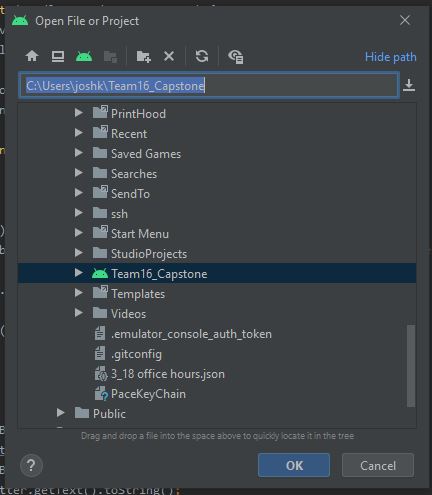 Open File or Project
Hide path
C:\Users\joshk\Team16_Capstone
PrintHood
Recent
Saved Games
Searches
SendTo
ssh
Start Menu
StudioProjects
Team16_Capstone
Templates
Videos
.emulator_console_auth_token
.gitconfig
3_18 office hours.json
PaceKeyChain
Public
Drag and drop a file into the space above to quickly locate it in the tree
?
OK
Cancel
tter.getText().toString();